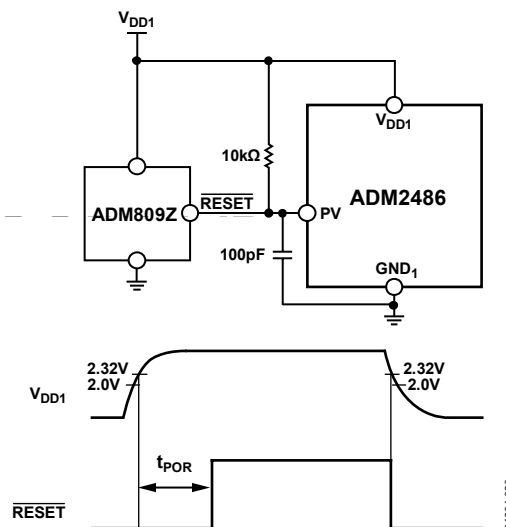 VDD1
VDD1
10kΩ
ADM809Z
RESET
PV
ADM2486
100pF
GND1
2.32V
2.0V
VDD1
2.32V
2.0V
tPOR
RESET